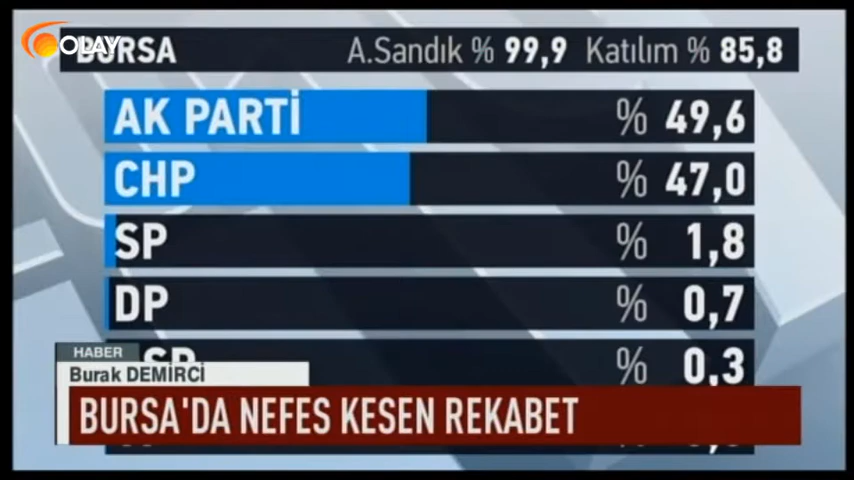 OLAY
BURSA A.Sandık % 99,9 Katılım % 85,8
AK PARTİ % 49,6
CHP % 47,0
SP % 1,8
DP % 0,7
% 0,3
HABER
Burak DEMİRCİ
BURSA'DA NEFES KESEN REKABET